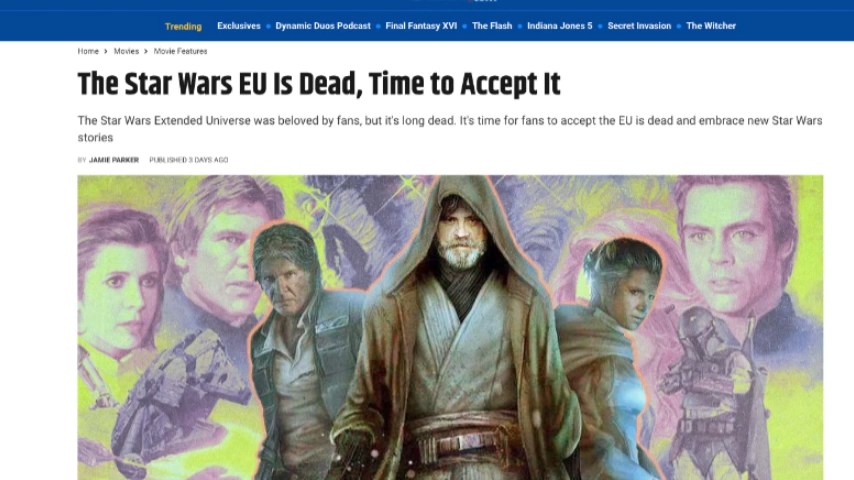 Trending Exclusives Dynamic Duos Podcast Final Fantasy XVI The Flash Indiana Jones 5 Secret Invasion The Witcher
Home > Movies > Movie Features
The Star Wars EU Is Dead, Time to Accept It
The Star Wars Extended Universe was beloved by fans, but it's long dead. It's time for fans to accept the EU is dead and embrace new Star Wars
stories
BY JAMIE PARKER PUBLISHED 3 DAYS AGO